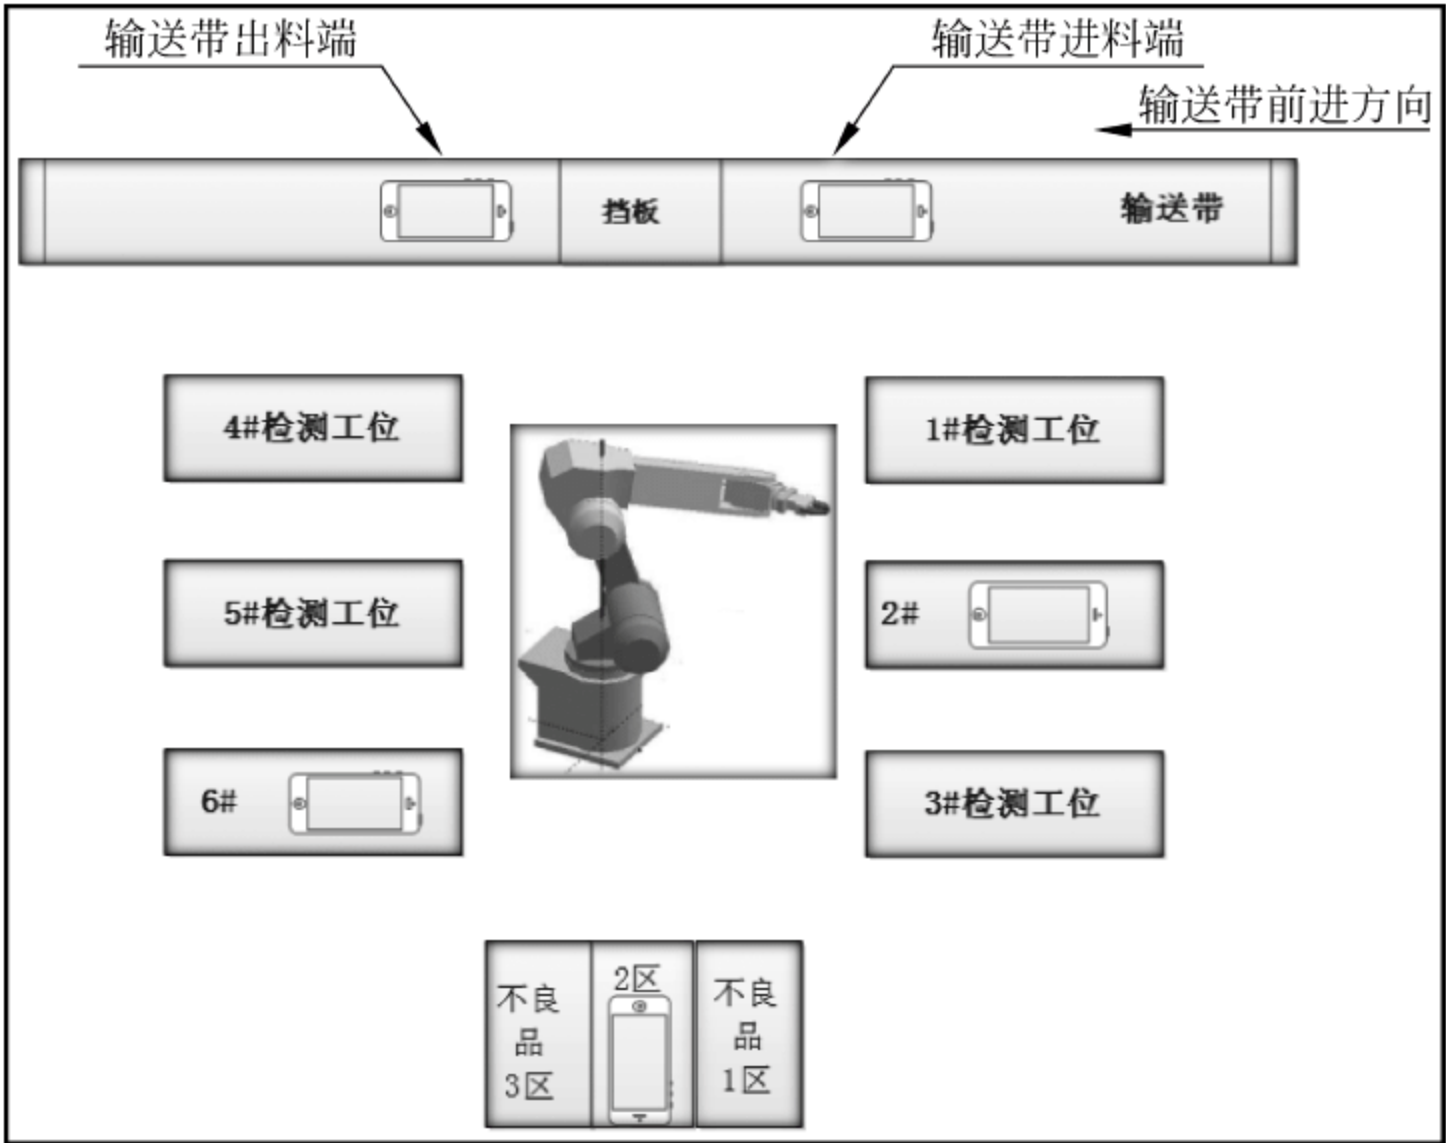 输送带出料端
输送带进料端
输送带前进方向
挡板
输送带
4#检测工位
1#检测工位
5#检测工位
2#
6#
3#检测工位
不良
品
3区
2区
不良
品
1区